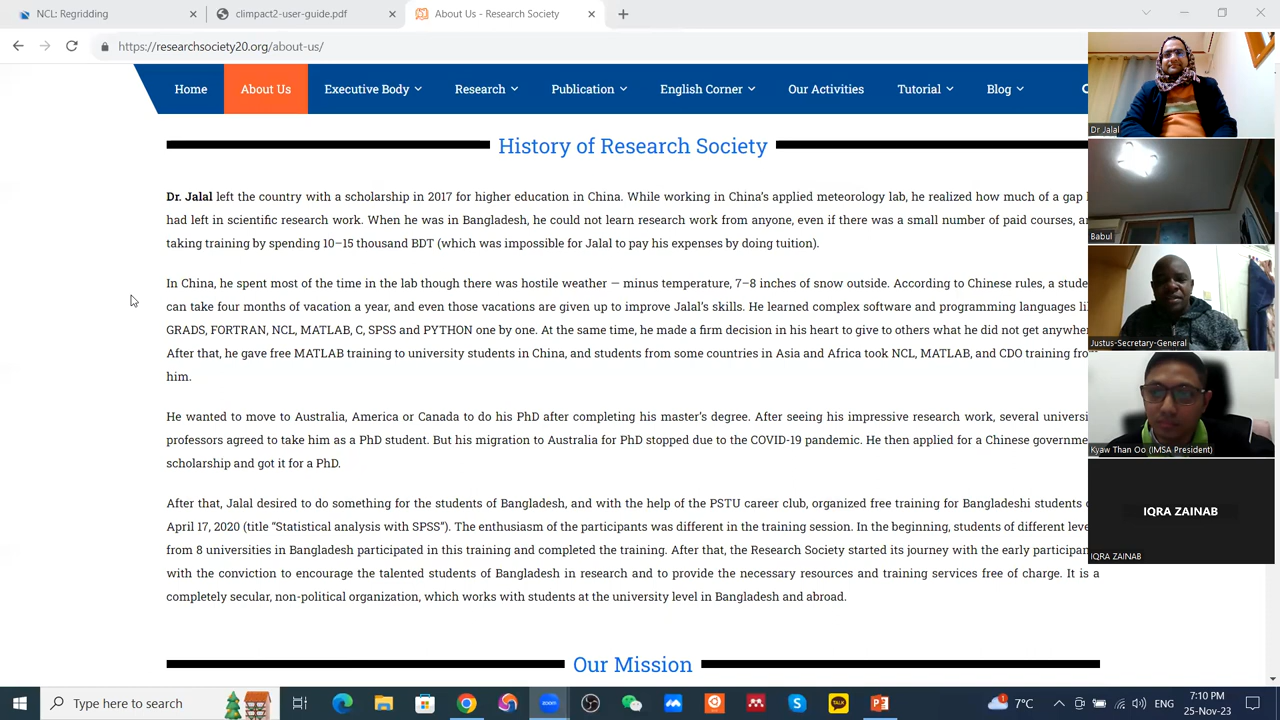 NCL: Regridding
climpact2-user-guide.pdf
About Us - Research Society
https://researchsociety20.org/about-us/
Home About Us Executive Body Research Publication English Corner Our Activities Tutorial Blog
History of Research Society
Dr. Jalal left the country with a scholarship in 2017 for higher education in China. While working in China's applied meteorology lab, he realized how much of a gap
had left in scientific research work. When he was in Bangladesh, he could not learn research work from anyone, even if there was a small number of paid courses,
taking training by spending 10–15 thousand BDT (which was impossible for Jalal to pay his expenses by doing tuition).
In China, he spent most of the time in the lab though there was hostile weather — minus temperature, 7–8 inches of snow outside. According to Chinese rules, a
can take four months of vacation a year, and even those vacations are given up to improve Jalal's skills. He learned complex software and programming languages
GRADS, FORTRAN, NCL, MATLAB, C, SPSS and PYTHON one by one. At the same time, he made a firm decision in his heart to give to others what he did not get
After that, he gave free MATLAB training to university students in China, and students from some countries in Asia and Africa took NCL, MATLAB, and CDO training
him.
He wanted to move to Australia, America or Canada to do his PhD after completing his master's degree. After seeing his impressive research work, several
professors agreed to take him as a PhD student. But his migration to Australia for PhD stopped due to the COVID-19 pandemic. He then applied for a Chinese
scholarship and got it for a PhD.
After that, Jalal desired to do something for the students of Bangladesh, and with the help of the PSTU career club, organized free training for Bangladeshi students
April 17, 2020 (title “Statistical analysis with SPSS“). The enthusiasm of the participants was different in the training session. In the beginning, students of different
from 8 universities in Bangladesh participated in this training and completed the training. After that, the Research Society started its journey with the early
with the conviction to encourage the talented students of Bangladesh in research and to provide the necessary resources and training services free of charge. It is a
completely secular, non-political organization, which works with students at the university level in Bangladesh and abroad.
Our Mission
Dr Jalal
Babul
Justus-Secretary-General
Kyaw Than Oo (IMSA President)
IQRA ZAINAB
IQRA ZAINAB
Type here to search
zoom
TALK
1
7°C
ENG
7:10 PM
25-Nov-23